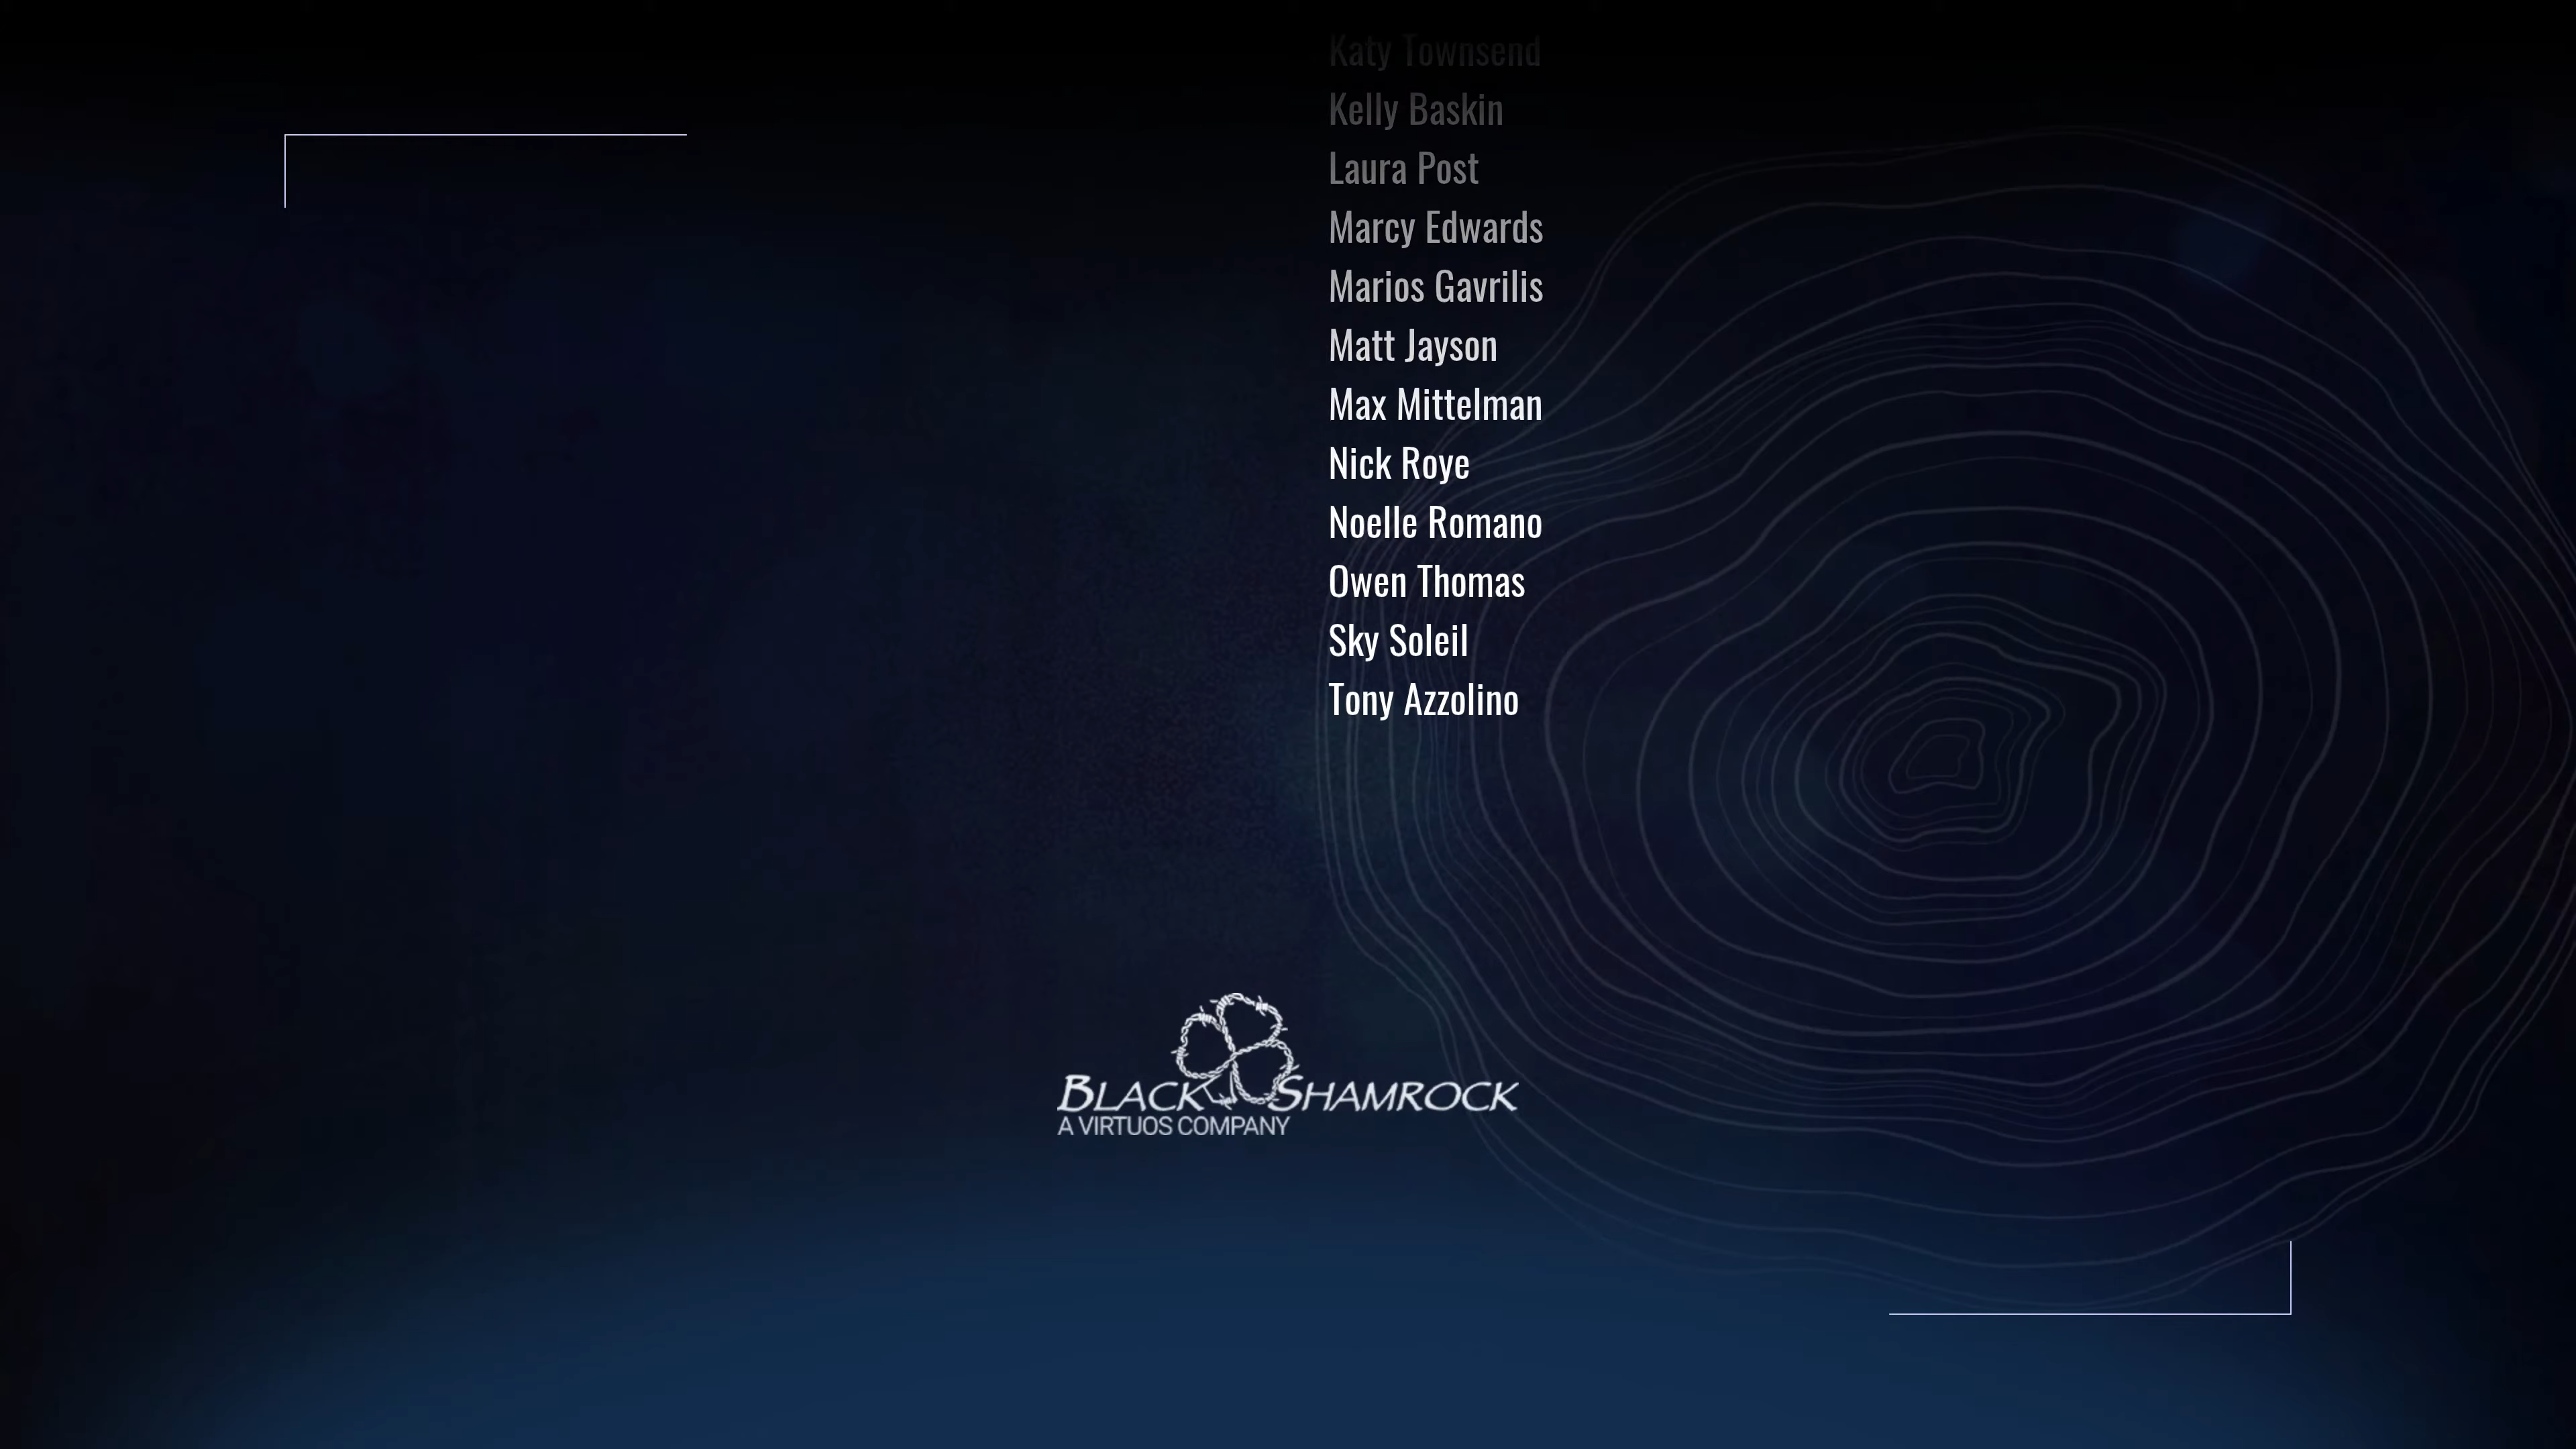 Katy Townsend
Kelly Baskin
Laura Post
Marcy Edwards
Marios Gavrilis
Matt Jayson
Max Mittelman
Nick Roye
Noelle Romano
Owen Thomas
Sky Soleil
Tony Azzolino
BLACK SHAMROCK
A VIRTUOS COMPANY